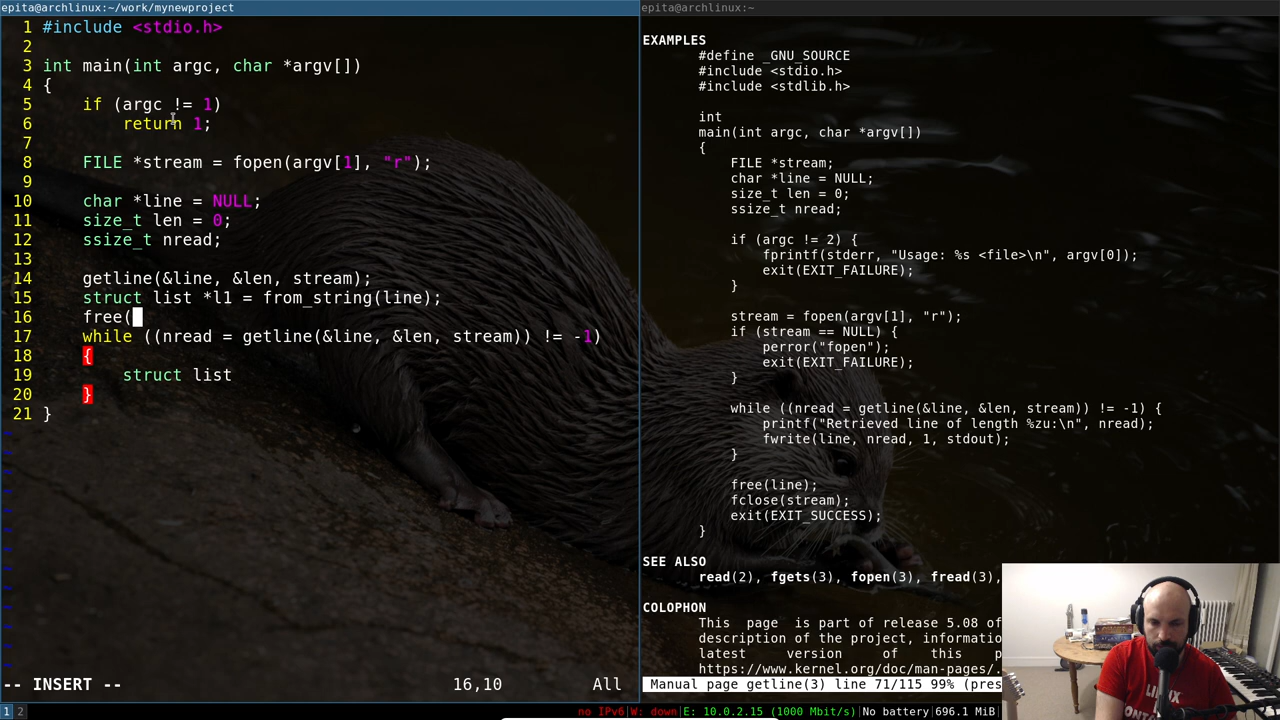 epita@archlinux:~/work/mynewproject
1 #include <stdio.h>
2
3 int main(int argc, char *argv[])
4 {
5     if (argc != 1)
6         return 1;
7
8     FILE *stream = fopen(argv[1], "r");
9
10     char *line = NULL;
11     size_t len = 0;
12     ssize_t nread;
13
14     getline(&line, &len, stream);
15     struct list *l1 = from_string(line);
16     free(
17     while ((nread = getline(&line, &len, stream)) != -1)
18     {
19         struct list
20     }
21 }
~
~
~
~
~
~
~
~
~
~
~
~
~
-- INSERT --    16,10    All
epita@archlinux:~
EXAMPLES
#define _GNU_SOURCE
#include <stdio.h>
#include <stdlib.h>
int
main(int argc, char *argv[])
{
    FILE *stream;
    char *line = NULL;
    size_t len = 0;
    ssize_t nread;
    if (argc != 2) {
        fprintf(stderr, "Usage: %s <file>\n", argv[0]);
        exit(EXIT_FAILURE);
    }
    stream = fopen(argv[1], "r");
    if (stream == NULL) {
        perror("fopen");
        exit(EXIT_FAILURE);
    }
    while ((nread = getline(&line, &len, stream)) != -1) {
        printf("Retrieved line of length %zu:\n", nread);
        fwrite(line, nread, 1, stdout);
    }
    free(line);
    fclose(stream);
    exit(EXIT_SUCCESS);
}
SEE ALSO
read(2), fgets(3), fopen(3), fread(3),
COLOPHON
This page is part of release 5.08 of
description of the project, informatio
latest version of this p
https://www.kernel.org/doc/man-pages/.
Manual page getline(3) line 71/115 99% (pres
1 2
no IPv6|W: down|E: 10.0.2.15 (1000 Mbit/s)|No battery|696.1 MiB|